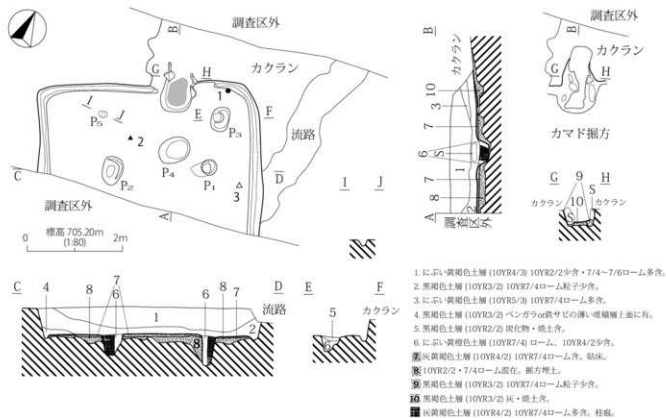 調査区外
B
カクラン
G
H
1
E
F
I
J
P5
2
P3
流路
P4
C
P2
P1
D
3
調査区外
A
標高 705.20m
0 (1:80) 2m
I J
B
カクラン
10
3
7
6
S
1
7
8
2
A
調査区外
調査区外
カクラン
G H
カマド掘方
G 9 H
カクラン 10 S カクラン
S
C 4 8 7 6 1 6 8 7 D 流路
2
8
E 5 F
カクラン
6
1. にぶい黄褐色土層 (10YR4/3) 10YR2/2少含・7/4～7/6ローム多含。
2. 黒褐色土層 (10YR3/2) 10YR7/4ローム粒子少含。
3. にぶい黄褐色土層 (10YR5/3) 10YR7/4ローム多含。
4. 黒褐色土層 (10YR3/2) ベンガラor鉄サビの薄い堆積層上面に有。
5. 黒褐色土層 (10YR2/2) 炭化物・焼土含。
6. にぶい黄橙色土層 (10YR7/4) ローム、10YR4/2少含。
7 灰黄褐色土層 (10YR4/2) 10YR7/4ローム含。貼床。
8 10YR2/2・7/4ローム混在。掘方埋土。
9 黒褐色土層 (10YR3/2) 10YR7/4ローム粒子少含。
10 黒褐色土層 (10YR3/2) 灰・焼土含。
灰黄褐色土層 (10YR4/2) 10YR7/4ローム多含。柱痕。